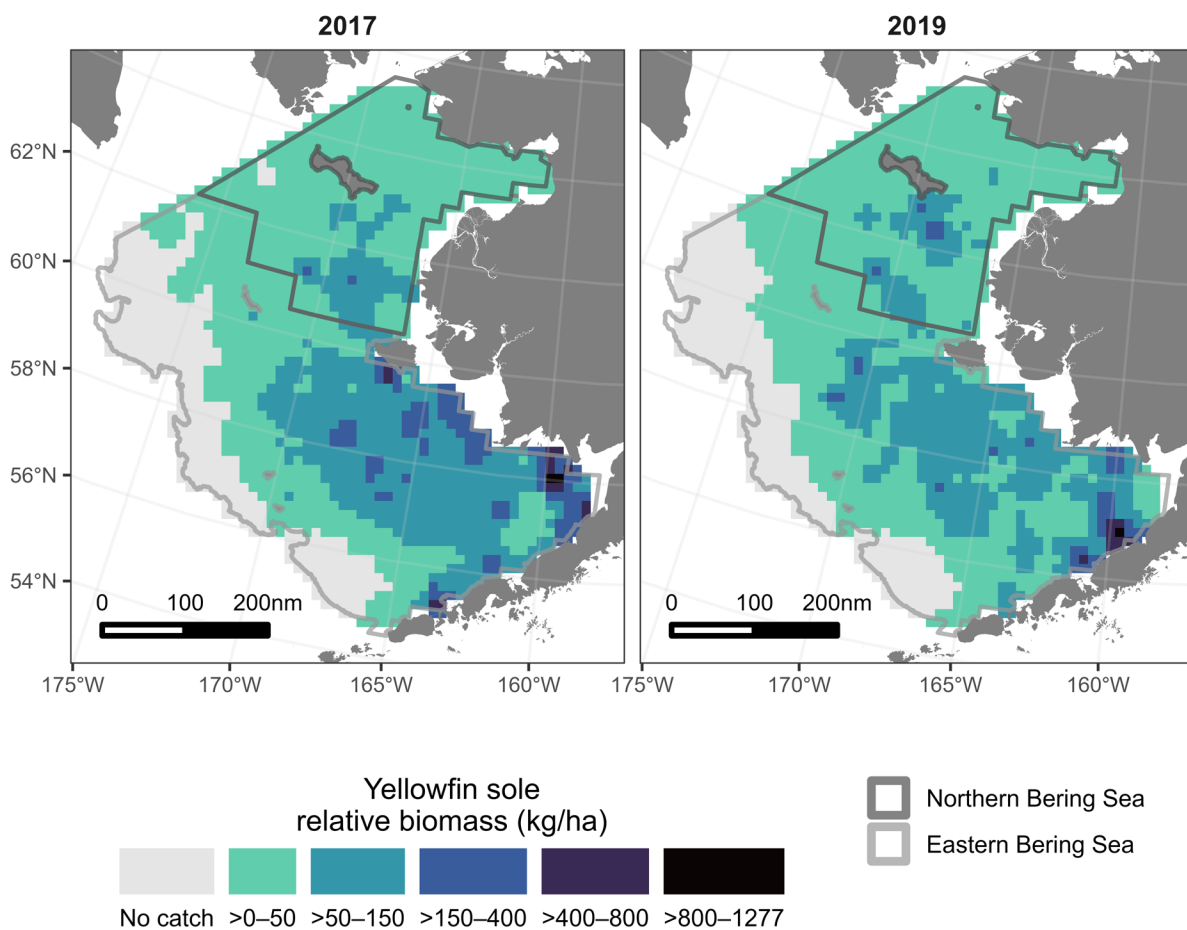 2017
2019
62°N
60°N
58°N
56°N
54°N
0 100 200nm
0 100 200nm
175°W 170°W 165°W 160°W 175°W 170°W 165°W 160°W
Yellowfin sole
relative biomass (kg/ha)
No catch >0–50 >50–150 >150–400 >400–800 >800–1277
Northern Bering Sea
Eastern Bering Sea